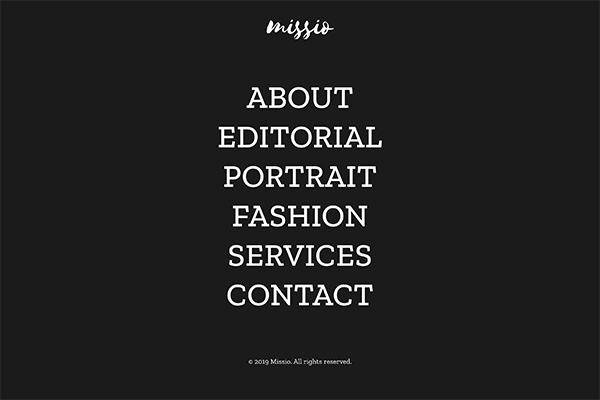 missio
ABOUT
EDITORIAL
PORTRAIT
FASHION
SERVICES
CONTACT
© 2019 Missio. All rights reserved.